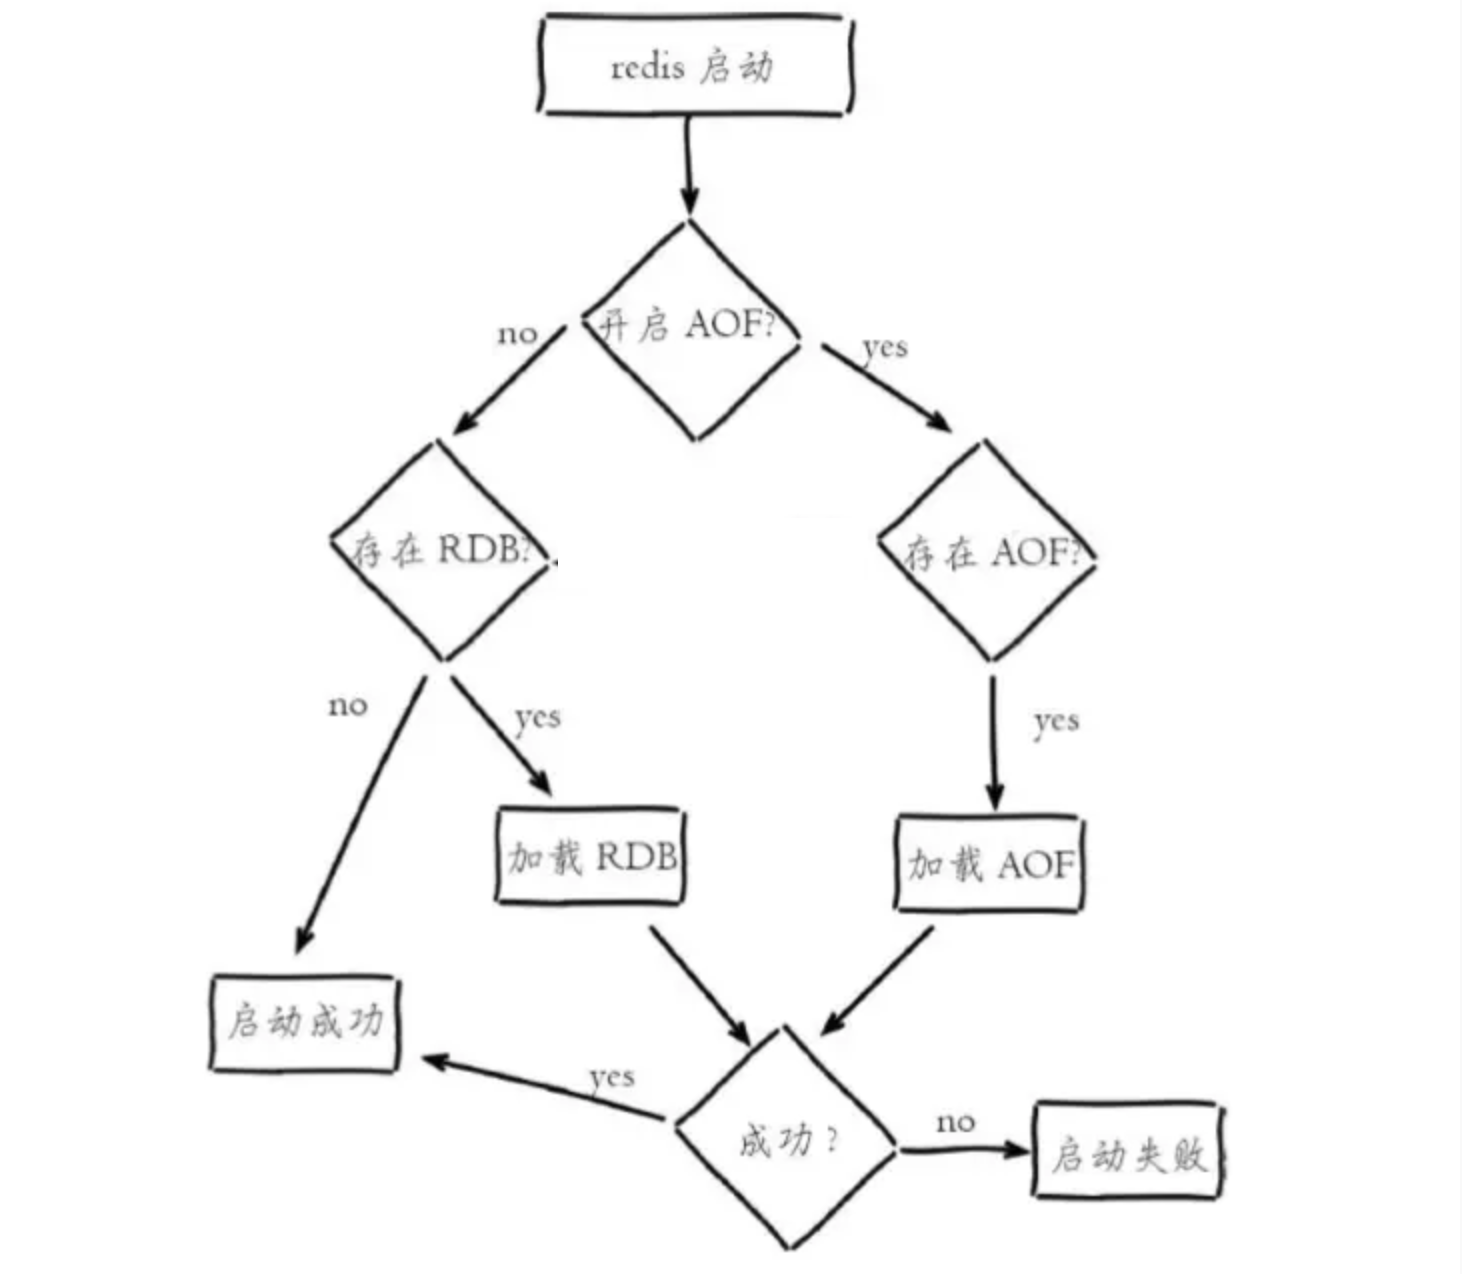 redis 启动
开启 AOF?
no
yes
存在 RDB?
存在 AOF?
no
yes
yes
加载 RDB
加载 AOF
启动成功
yes
成功?
no
启动失败